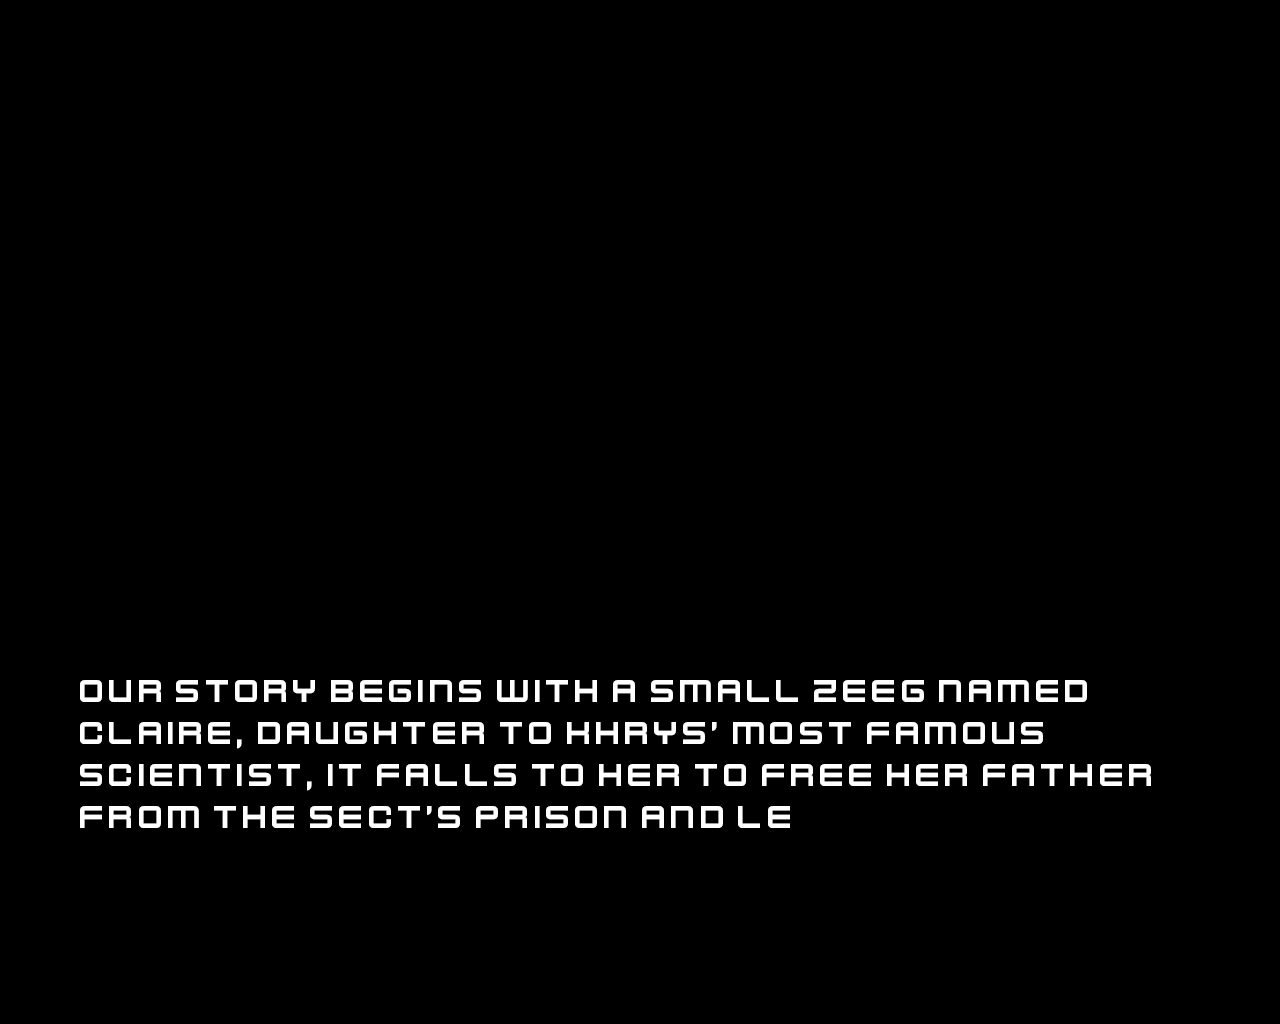 OUR STORY BEGINS WITH A SMALL ZEEG NAMED
CLAIRE, DAUGHTER TO KHRYS' MOST FAMOUS
SCIENTIST, IT FALLS TO HER TO FREE HER FATHER
FROM THE SECT'S PRISON AND LE